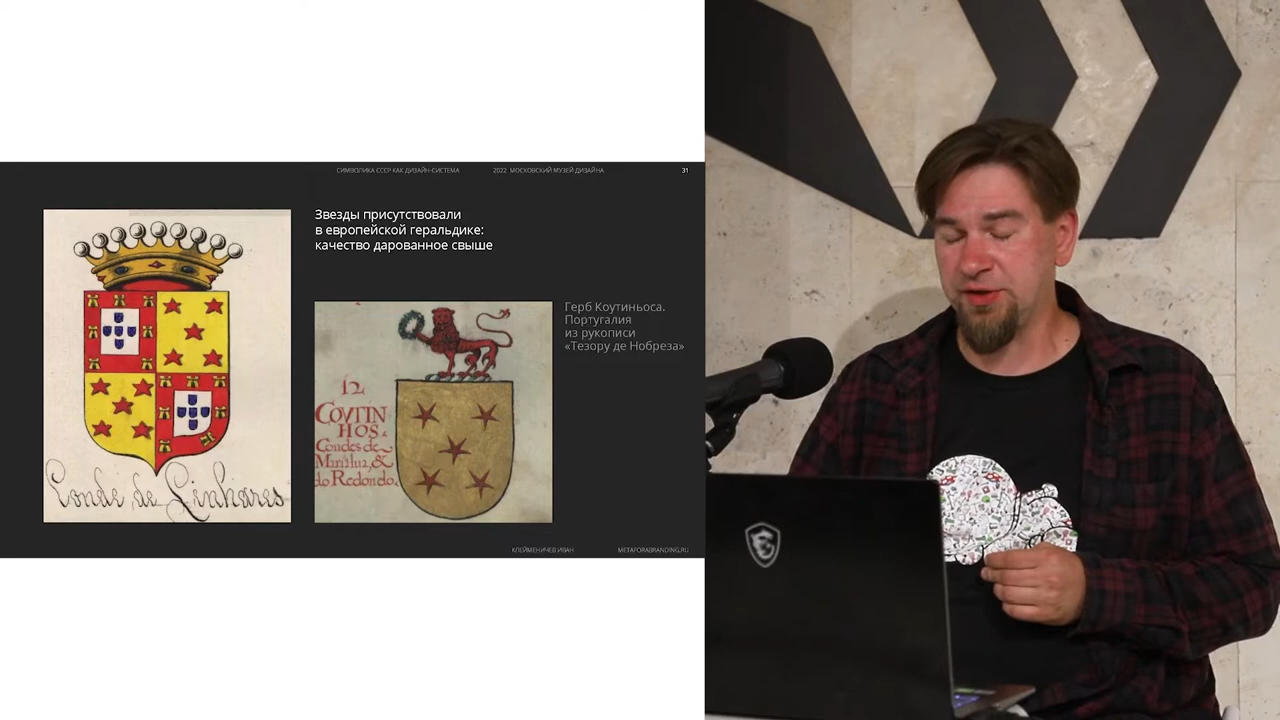 СИМВОЛИКА СССР КАК ДИЗАЙН-СИСТЕМА
2022 МОСКОВСКИЙ МУЗЕЙ ДИЗАЙНА
31
Звезды присутствовали
в европейской геральдике:
качество дарованное свыше
Conde de Linhares
12
COVTIN
HOS.
Condes de
do Redondo.
Герб Коутиньоса.
Португалия
из рукописи
«Тезору де Нобреза»
КЛЕЙМЕНИЧЕВ ИВАН
METAFORABRANDING.RU